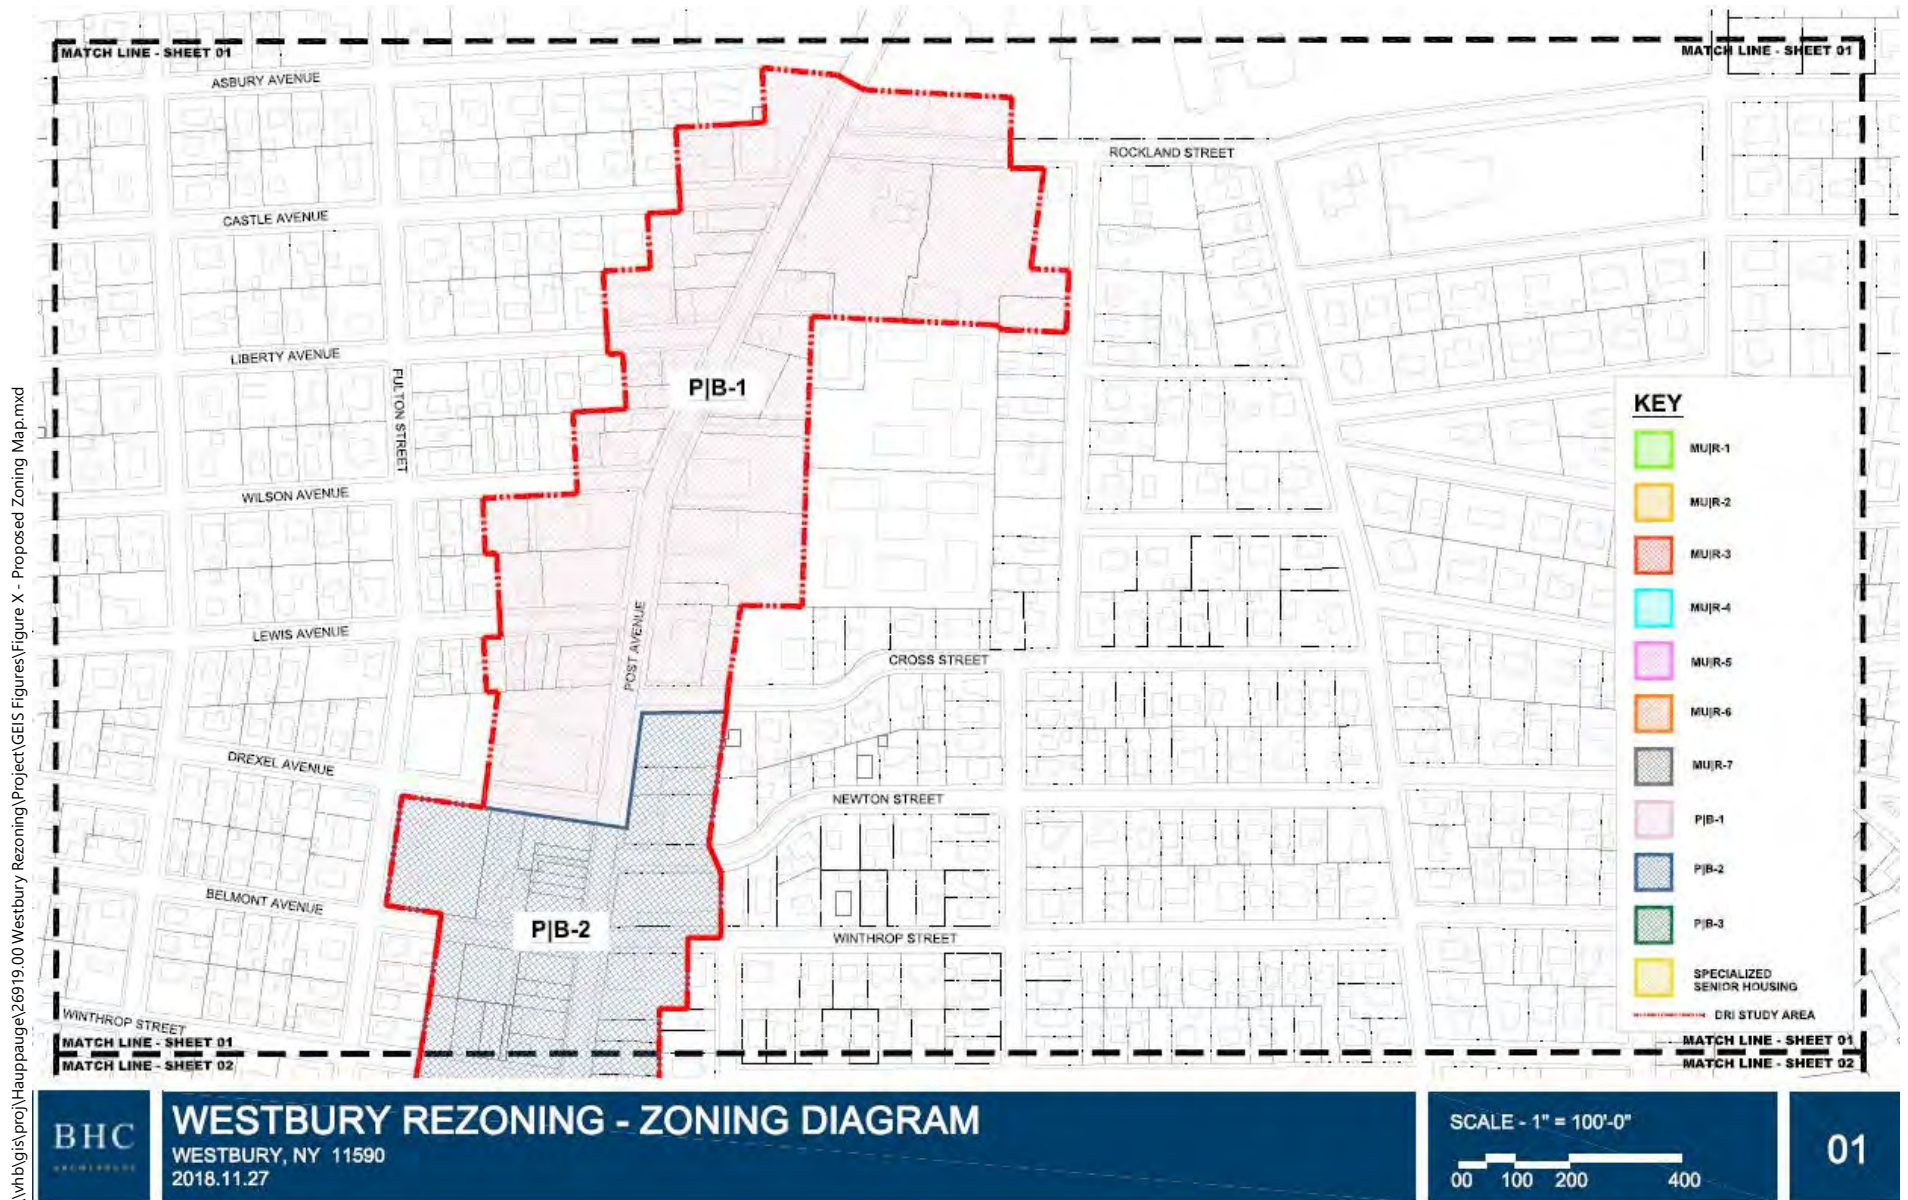 MATCH LINE - SHEET 01
MATCH LINE - SHEET 01
ASBURY AVENUE
ROCKLAND STREET
CASTLE AVENUE
LIBERTY AVENUE
FULTON STREET
P|B-1
WILSON AVENUE
LEWIS AVENUE
POST AVENUE
CROSS STREET
DREXEL AVENUE
NEWTON STREET
BELMONT AVENUE
P|B-2
WINTHROP STREET
WINTHROP STREET
KEY
MU|R-1
MU|R-2
MU|R-3
MU|R-4
MU|R-5
MU|R-6
MU|R-7
P|B-1
P|B-2
P|B-3
SPECIALIZED
SENIOR HOUSING
DRI STUDY AREA
MATCH LINE - SHEET 01
MATCH LINE - SHEET 02
MATCH LINE - SHEET 01
MATCH LINE - SHEET 02
.\vhb\gis\proj\Hauppauge\26919.00 Westbury Rezoning\Project\GEIS Figures\Figure X - Proposed Zoning Map.mxd
BHC
WESTBURY REZONING - ZONING DIAGRAM
WESTBURY, NY 11590
2018.11.27
SCALE - 1" = 100'-0"
00 100 200 400
01